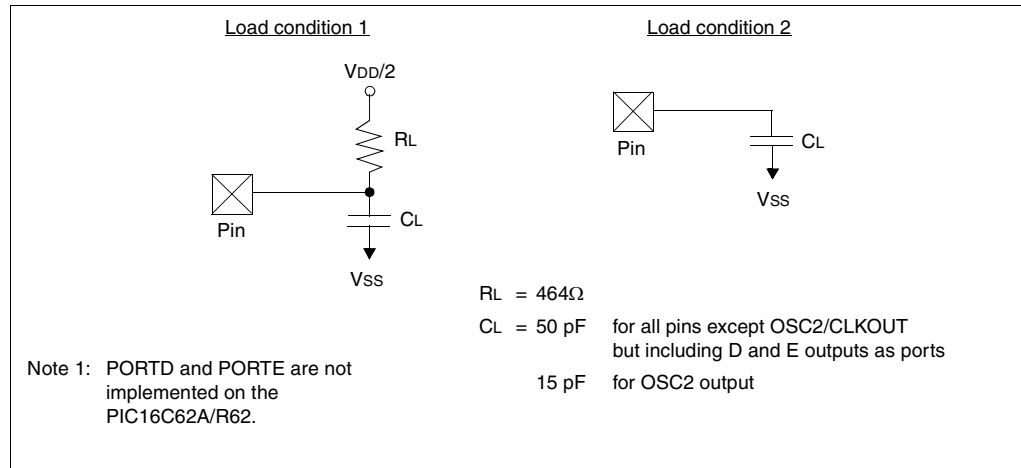 Load condition 1
VDD/2
RL
Pin
CL
VSS
Load condition 2
Pin
CL
VSS
RL = 464Ω
CL = 50 pF for all pins except OSC2/CLKOUT
but including D and E outputs as ports
15 pF for OSC2 output
Note 1: PORTD and PORTE are not
implemented on the
PIC16C62A/R62.